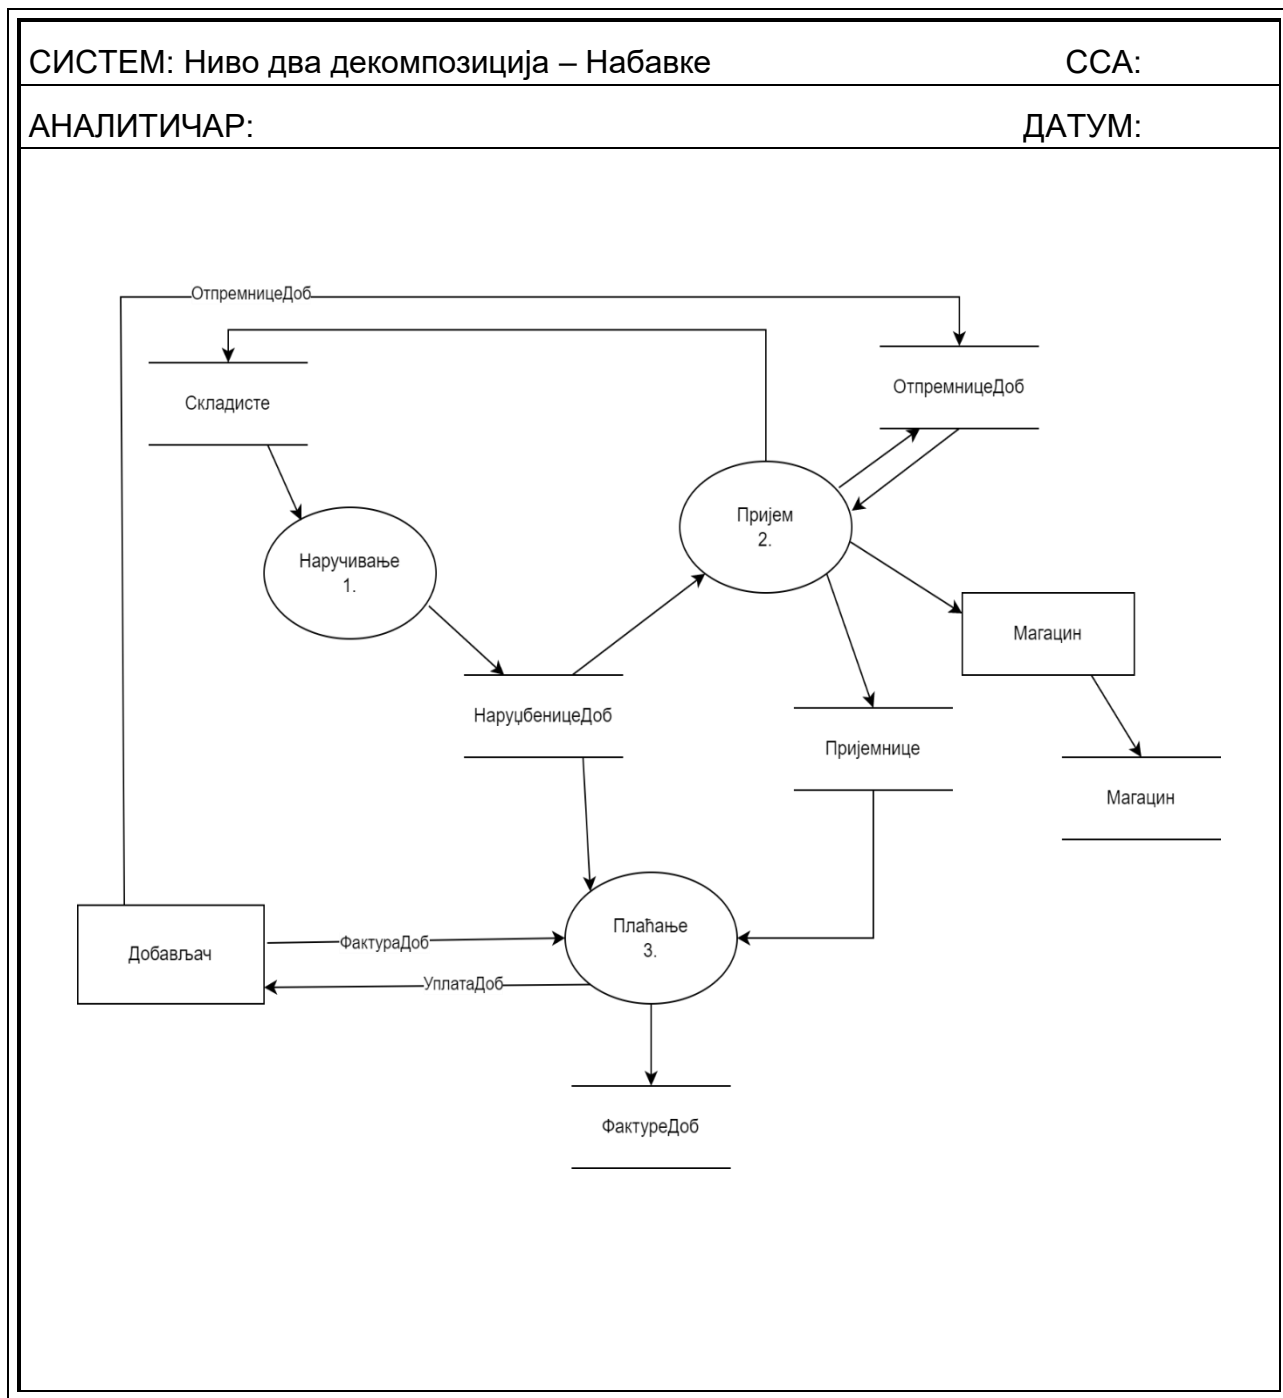 СИСТЕМ: Ниво два декомпозиција – Набавке ССА:
АНАЛИТИЧАР: ДАТУМ:
ОтпремницеДоб
ОтпремницеДоб
Складисте
Пријем
2.
Наручивање
1.
Магацин
НаруџбеницеДоб
Пријемнице
Магацин
Плаћање
3.
ФактураДоб
Добављач
УплатаДоб
ФактуреДоб